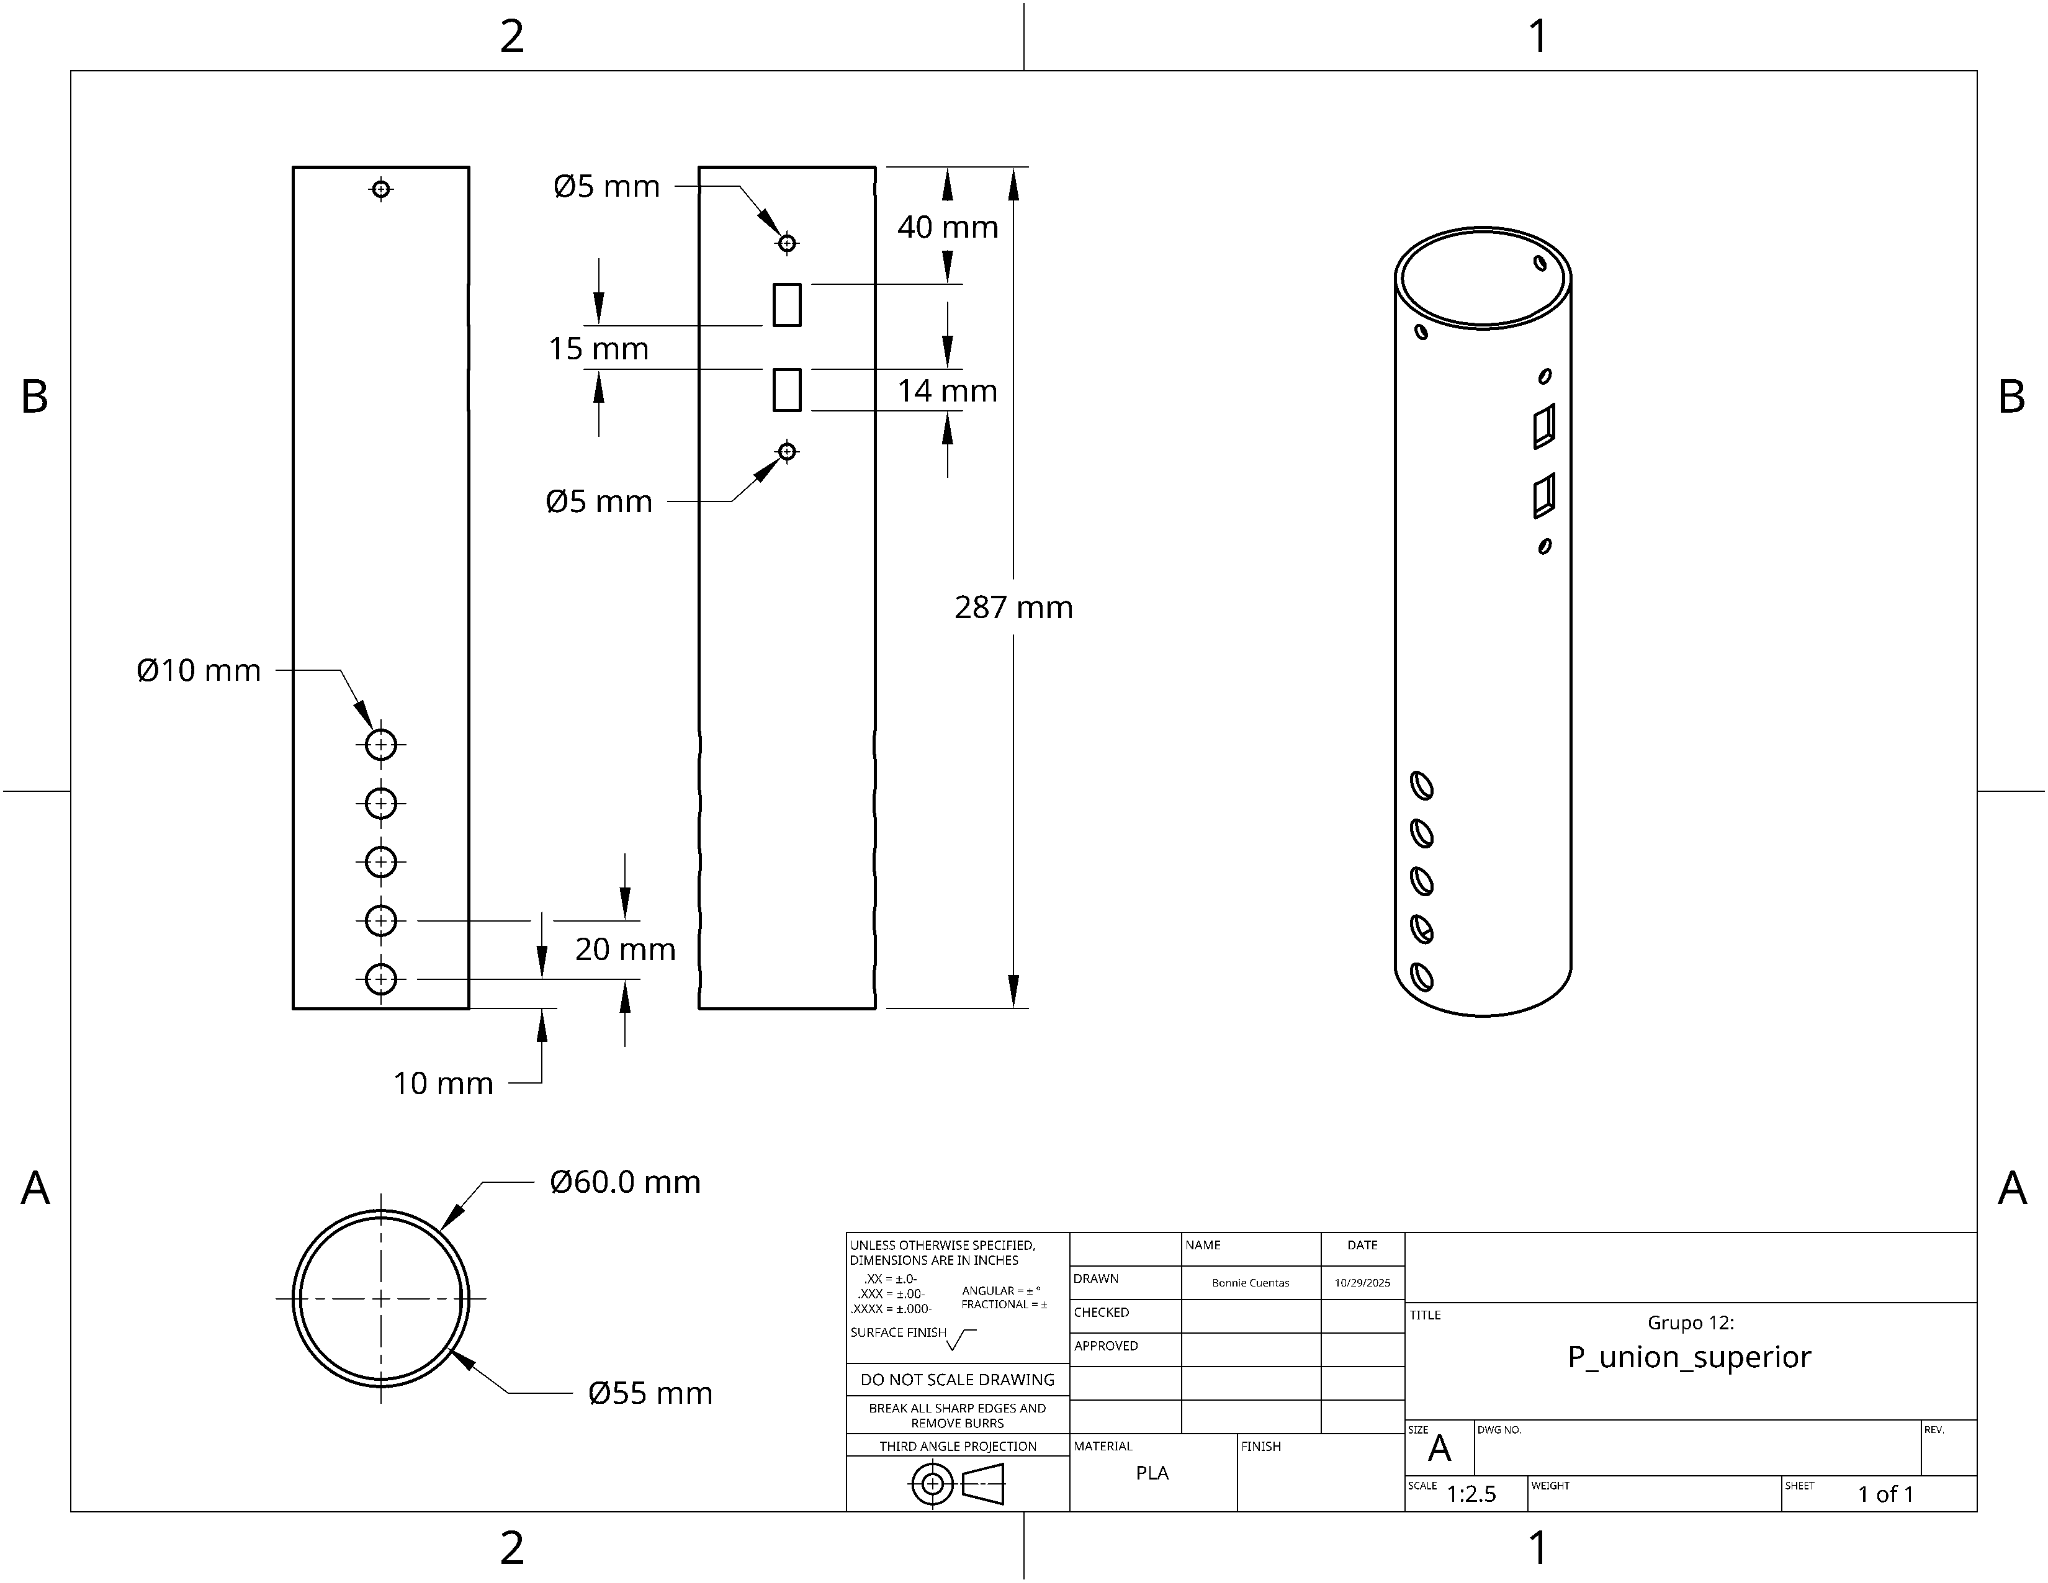 2
1
B
B
A
A
2
1
Ø5 mm
40 mm
15 mm
14 mm
Ø5 mm
287 mm
Ø10 mm
20 mm
10 mm
Ø60.0 mm
Ø55 mm
UNLESS OTHERWISE SPECIFIED,
DIMENSIONS ARE IN INCHES
.XX = ±.0-
.XXX = ±.00-
.XXXX = ±.000-
ANGULAR = ± °
FRACTIONAL = ±
SURFACE FINISH
DO NOT SCALE DRAWING
BREAK ALL SHARP EDGES AND
REMOVE BURRS
THIRD ANGLE PROJECTION
NAME
DATE
DRAWN
Bonnie Cuentas
10/29/2025
CHECKED
APPROVED
MATERIAL
PLA
FINISH
TITLE
Grupo 12:
P_union_superior
SIZE
A
DWG NO.
REV.
SCALE
1:2.5
WEIGHT
SHEET
1 of 1